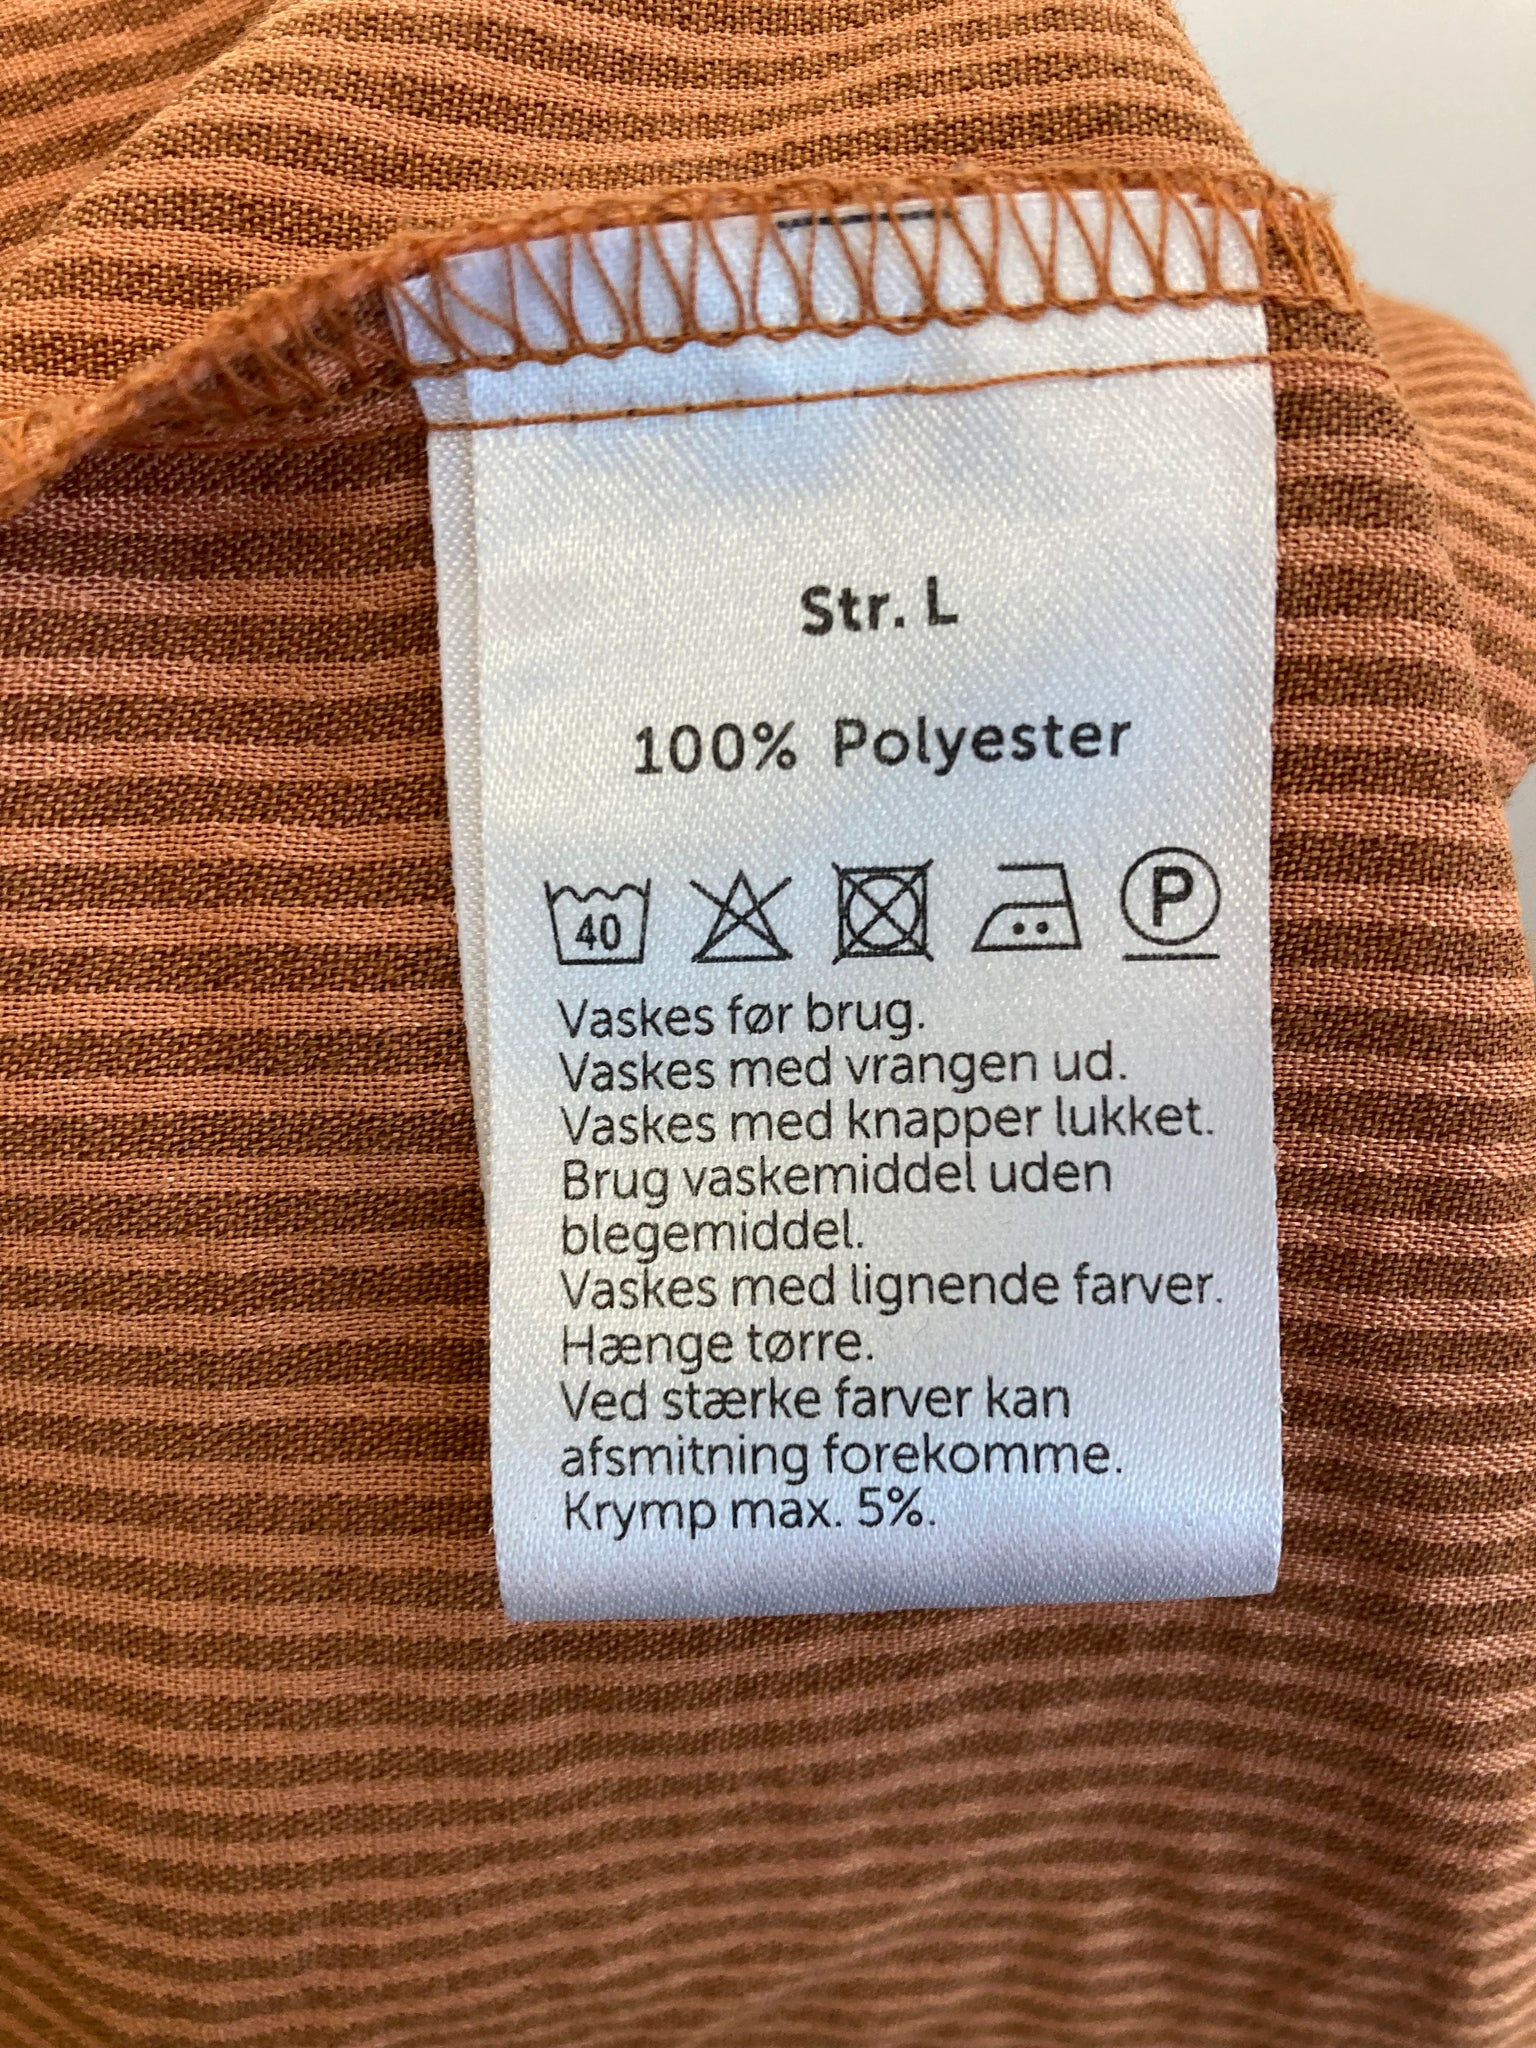 Str. L
100% Polyester
40 P
Vaskes før brug.
Vaskes med vrangen ud.
Vaskes med knapper lukket.
Brug vaskemiddel uden
blegemiddel.
Vaskes med lignende farver.
Hænge tørre.
Ved stærke farver kan
afsmitning forekomme.
Krymp max. 5%.